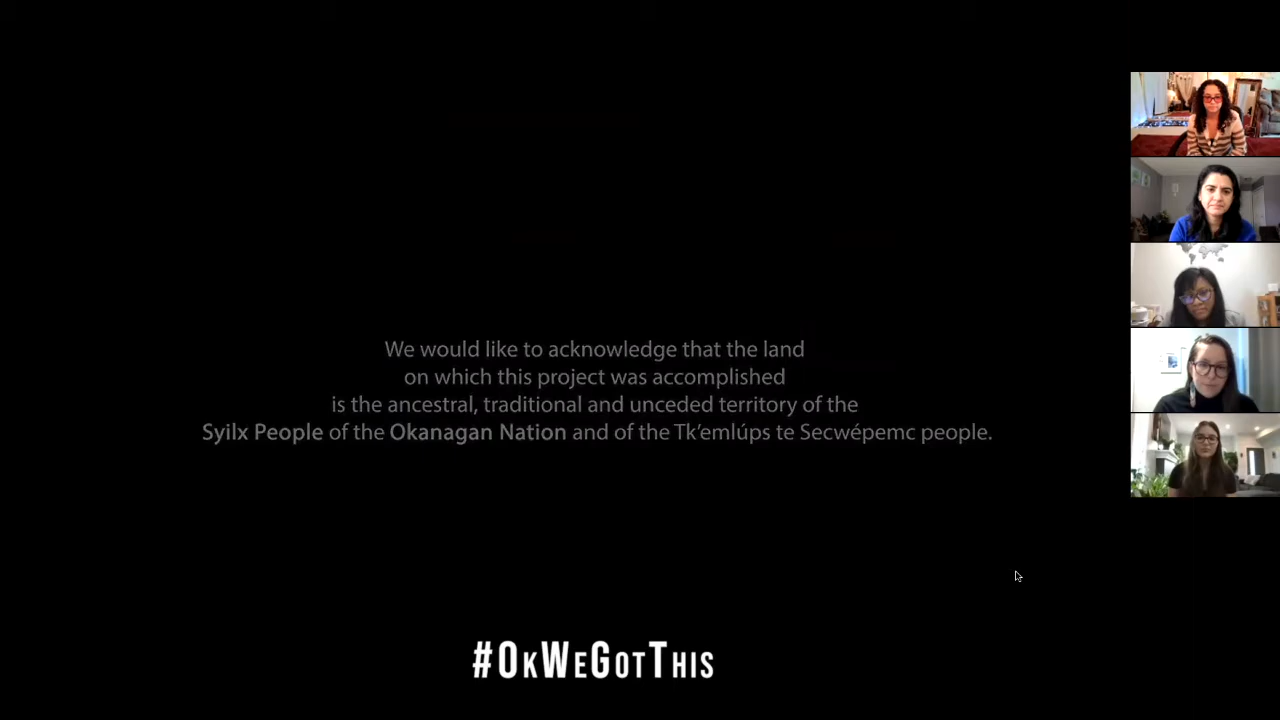 We would like to acknowledge that the land
on which this project was accomplished
is the ancestral, traditional and unceded territory of the
Syilx People of the Okanagan Nation and of the Tk’emlúps te Secwépemc people.
#OkWeGotThis